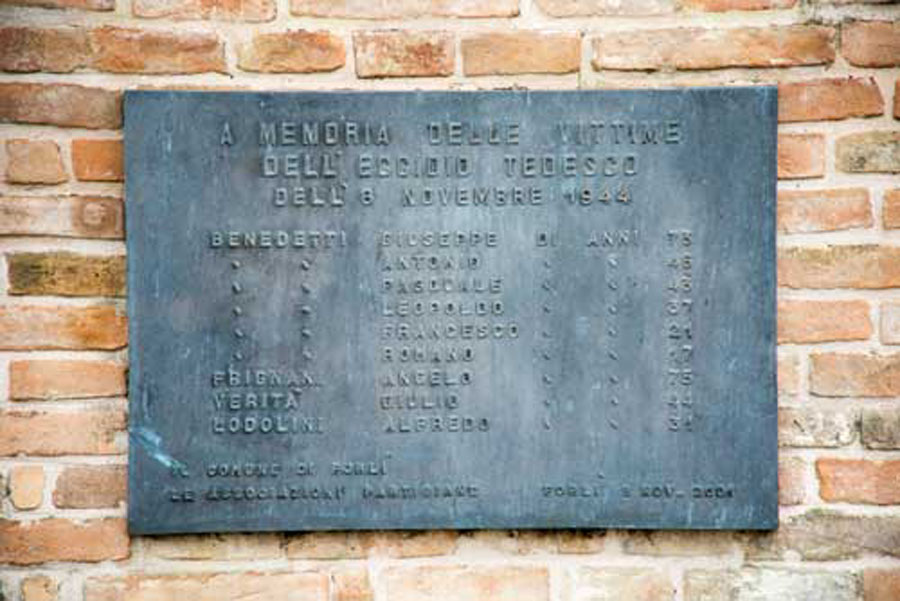 A MEMORIA DELLE VITTIME
DELL'ECCIDIO TEDESCO
DELL'8 NOVEMBRE 1944
BENEDETTI GIUSEPPE DI ANNI 73
" " ANTONIO " " 46
" " PASQUALE " " 43
" " LEOPOLDO " " 37
" " FRANCESCO " " 21
" " ROMANO " " 17
FRIGNANI ANGELO " " 75
VERITA' GIULIO " " 44
LODOLINI ALFREDO " " 31
IL COMUNE DI FORLI'
LE ASSOCIAZIONI PARTIGIANE FORLI NOV.